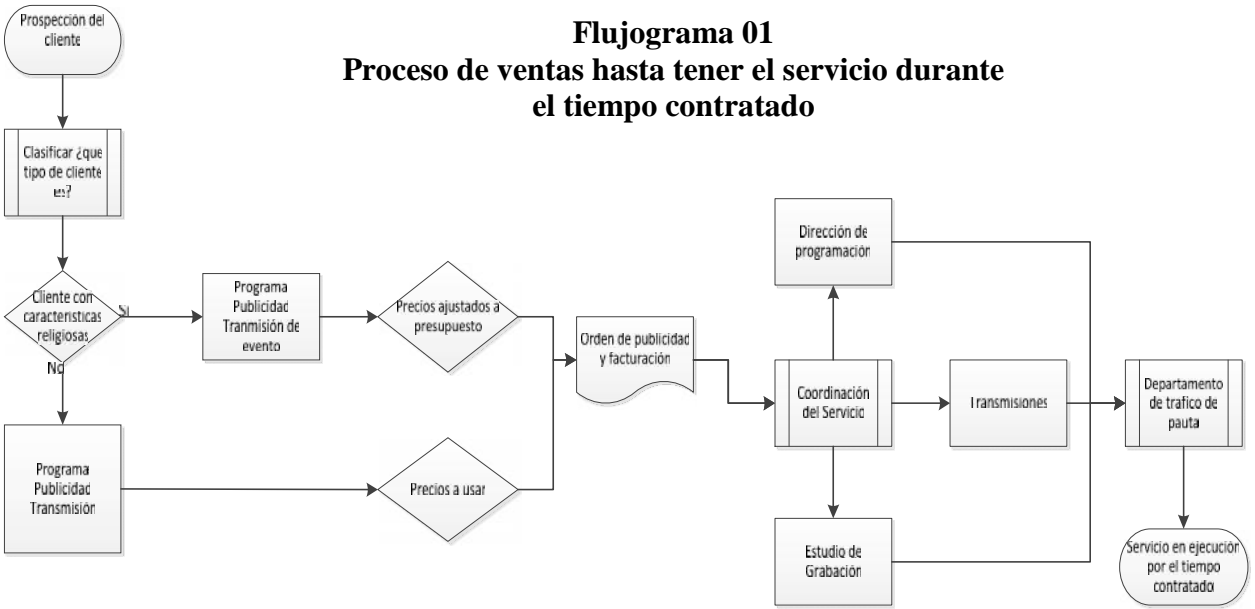 Flujograma 01
Proceso de ventas hasta tener el servicio durante
el tiempo contratado
Prospección del
cliente
Clasificar ¿que
tipo de cliente
es?
Cliente con
características
religiosas
Si
No
Programa
Publicidad
Tranmisión de
evento
Precios ajustados a
presupuesto
Programa
Publicidad
Transmisión
Precios a usar
Orden de publicidad
y facturación
Dirección de
programación
Coordinación
del Servicio
Transmisiones
Estudio de
Grabación
Departamento
de trafico de
pauta
Servicio en ejecución
por el tiempo
contratado